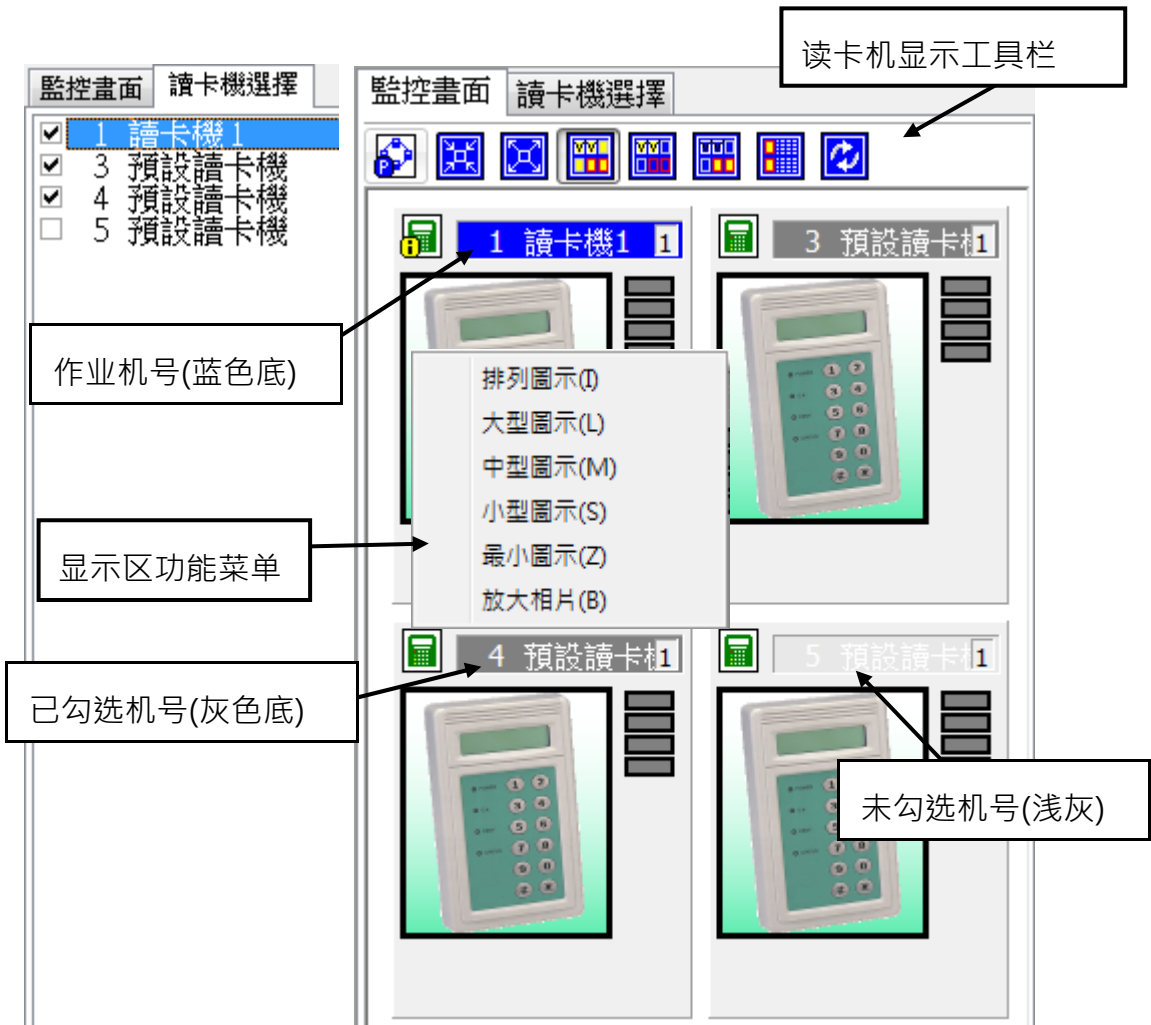 读卡机显示工具栏
監控畫面 讀卡機選擇
1 讀卡機1
3 預設讀卡機
4 預設讀卡機
5 預設讀卡機
監控畫面 讀卡機選擇
1 讀卡機1 1
3 預設讀卡 1
作业机号(蓝色底)
排列圖示(I)
大型圖示(L)
中型圖示(M)
小型圖示(S)
最小圖示(Z)
放大相片(B)
显示区功能菜单
4 預設讀卡 1
5 預設讀卡 1
已勾选机号(灰色底)
未勾选机号(浅灰)